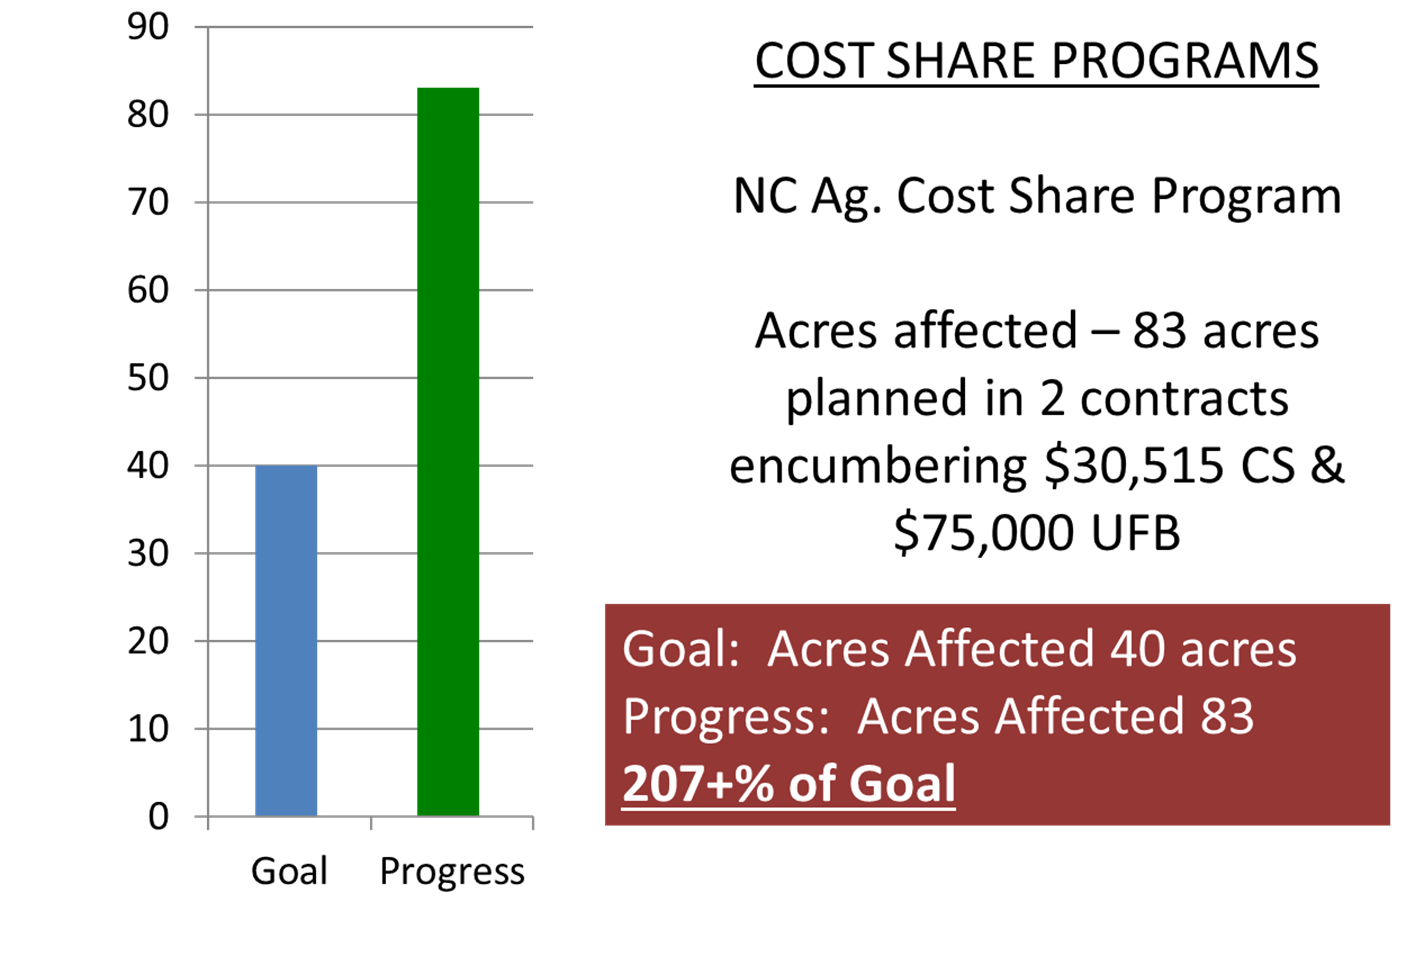 90
80
70
60
50
40
30
20
10
0
Goal
Progress
COST SHARE PROGRAMS
NC Ag. Cost Share Program
Acres affected – 83 acres
planned in 2 contracts
encumbering $30,515 CS &
$75,000 UFB
Goal:  Acres Affected 40 acres
Progress:  Acres Affected 83
207+% of Goal